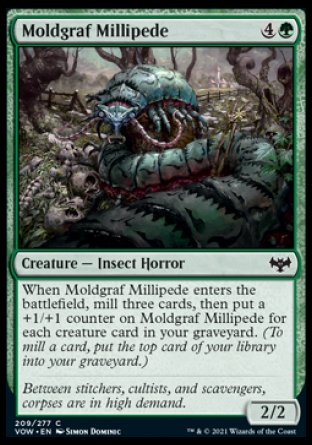 Moldgraf Millipede 4
Creature — Insect Horror
When Moldgraf Millipede enters the
battlefield, mill three cards, then put a
+1/+1 counter on Moldgraf Millipede for
each creature card in your graveyard. (To
mill a card, put the top card of your library
into your graveyard.)
Between stitchers, cultists, and scavengers,
corpses are in high demand.
2/2
209/277 C
VOW • EN SIMON DOMINIC
™ & © 2021 Wizards of the Coast